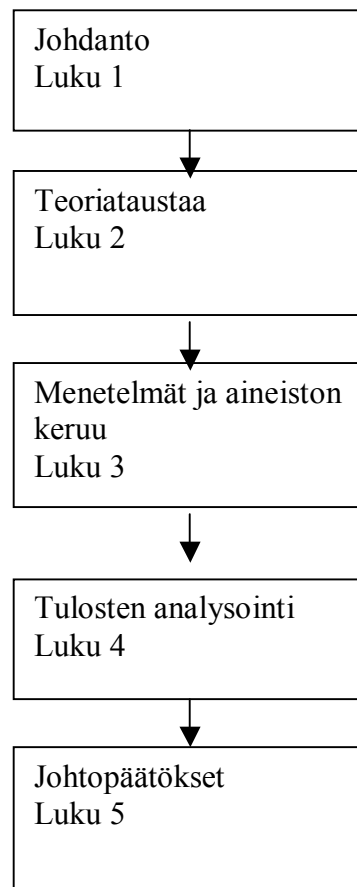 Johdanto
Luku 1
Teoriataustaa
Luku 2
Menetelmät ja aineiston
keruu
Luku 3
Tulosten analysointi
Luku 4
Johtopäätökset
Luku 5